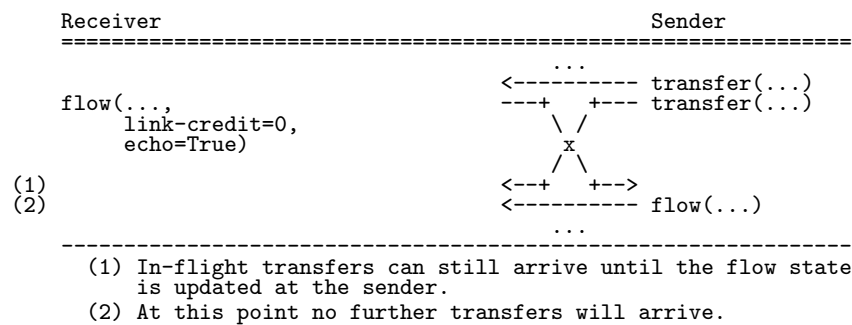 Receiver                                       Sender
================================================================
                                       ...
                                   <----------- transfer(...)
flow(...,                          ---+   +--- transfer(...)
     link-credit=0,                    \ /
     echo=True)                         x
                                       / \
(1)                                <--+   +-->
(2)                                <----------- flow(...)
                                       ...
----------------------------------------------------------------
(1) In-flight transfers can still arrive until the flow state
is updated at the sender.
(2) At this point no further transfers will arrive.